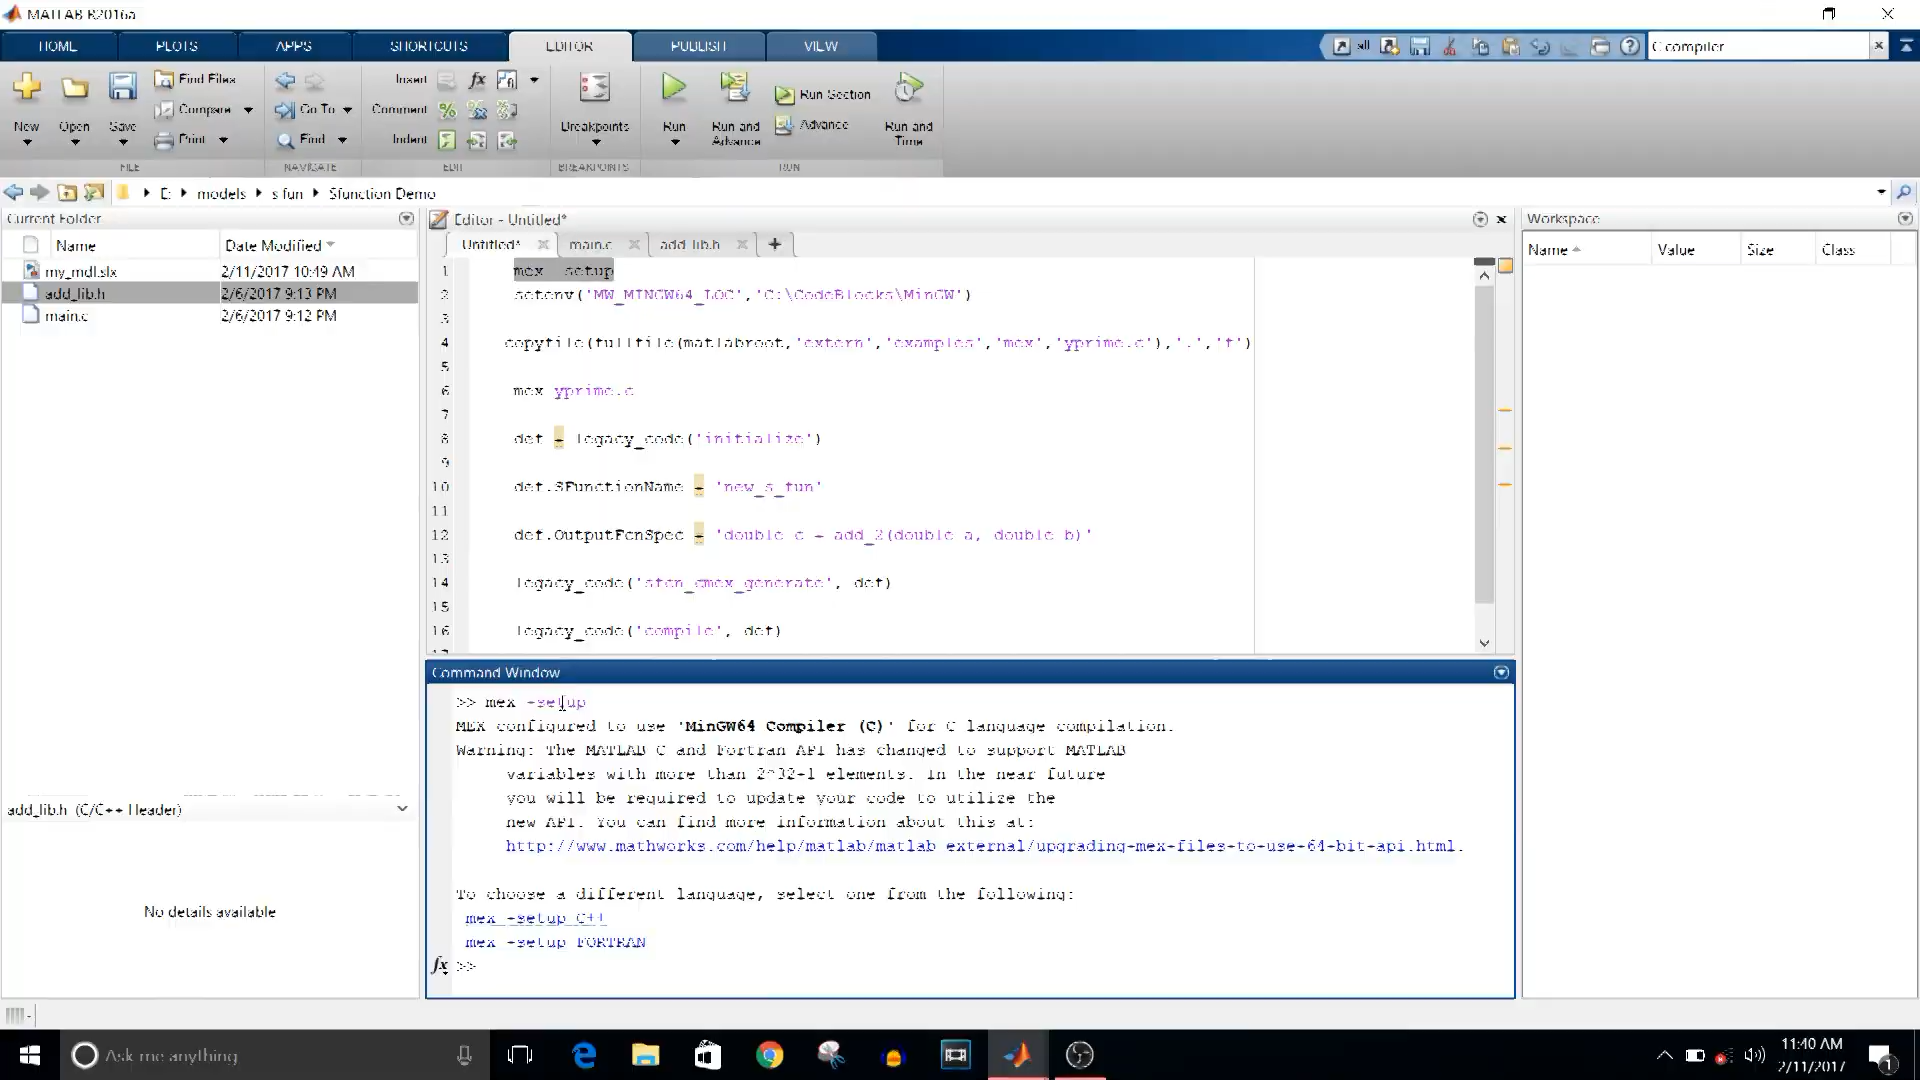 MATLAB R2016a
HOME PLOTS APPS SHORTCUTS EDITOR PUBLISH VIEW
all
C compiler
New
Open
Save
Find Files
Compare
Print
Go To
Find
Insert
Comment
Indent
fx
Breakpoints
Run
Run and Advance
Run Section
Advance
Run and Time
FILE NAVIGATE EDIT BREAKPOINTS RUN
E: models s fun Sfunction Demo
Current Folder
Name Date Modified
my_mdl.slx 2/11/2017 10:49 AM
add_lib.h 2/6/2017 9:13 PM
main.c 2/6/2017 9:12 PM
add_lib.h (C/C++ Header)
No details available
Editor - Untitled*
Untitled* main.c add_lib.h
1 mex -setup
2 setenv('MW_MINGW64_LOC','C:\CodeBlocks\MinGW')
3
4 copyfile(fullfile(matlabroot,'extern','examples','mex','yprime.c'),'.','f')
5
6 mex yprime.c
7
8 def = legacy_code('initialize')
9
10 def.SFunctionName = 'new_s_fun'
11
12 def.OutputFcnSpec = 'double c = add_2(double a, double b)'
13
14 legacy_code('sfcn_cmex_generate', def)
15
16 legacy_code('compile', def)
17
Command Window
>> mex -setup
MEX configured to use 'MinGW64 Compiler (C)' for C language compilation.
Warning: The MATLAB C and Fortran API has changed to support MATLAB
variables with more than 2^32-1 elements. In the near future
you will be required to update your code to utilize the
new API. You can find more information about this at:
http://www.mathworks.com/help/matlab/matlab_external/upgrading-mex-files-to-use-64-bit-api.html.
To choose a different language, select one from the following:
mex -setup C++
mex -setup FORTRAN
fx >>
Workspace
Name Value Size Class
Ask me anything
11:40 AM
2/11/2017
1